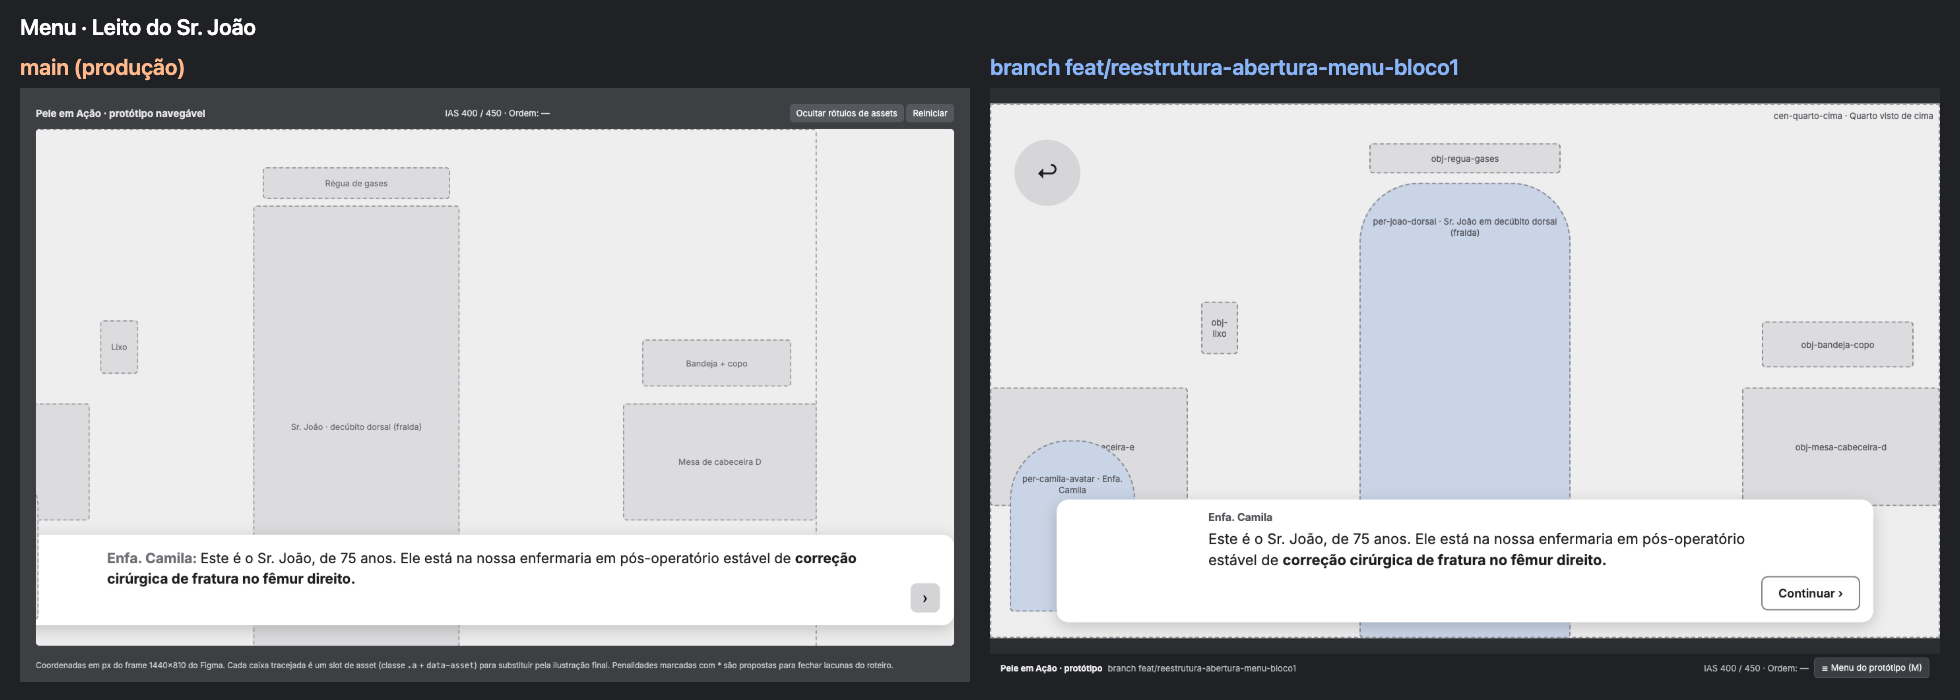 Menu · Leito do Sr. João
main (produção)
Pele em Ação · protótipo navegável
IAS 400 / 450 · Ordem: —
Ocultar rótulos de assets
Reiniciar
Régua de gases
Lixo
Bandeja + copo
Sr. João · decúbito dorsal (fralda)
Mesa de cabeceira D
Enfa. Camila: Este é o Sr. João, de 75 anos. Ele está na nossa enfermaria em pós-operatório estável de correção
cirúrgica de fratura no fêmur direito.
›
Coordenadas em px do frame 1440×810 do Figma. Cada caixa tracejada é um slot de asset (classe .a + data-asset) para substituir pela ilustração final. Penalidades marcadas com * são propostas para fechar lacunas do roteiro.
branch feat/reestrutura-abertura-menu-bloco1
cen-quarto-cima · Quarto visto de cima
obj-regua-gases
per-joao-dorsal · Sr. João em decúbito dorsal
(fralda)
obj-
lixo
obj-bandeja-copo
eceira-e
obj-mesa-cabeceira-d
per-camila-avatar · Enfa.
Camila
Enfa. Camila
Este é o Sr. João, de 75 anos. Ele está na nossa enfermaria em pós-operatório
estável de correção cirúrgica de fratura no fêmur direito.
Continuar ›
Pele em Ação · protótipo branch feat/reestrutura-abertura-menu-bloco1
IAS 400 / 450 · Ordem: —
≡ Menu do protótipo (M)